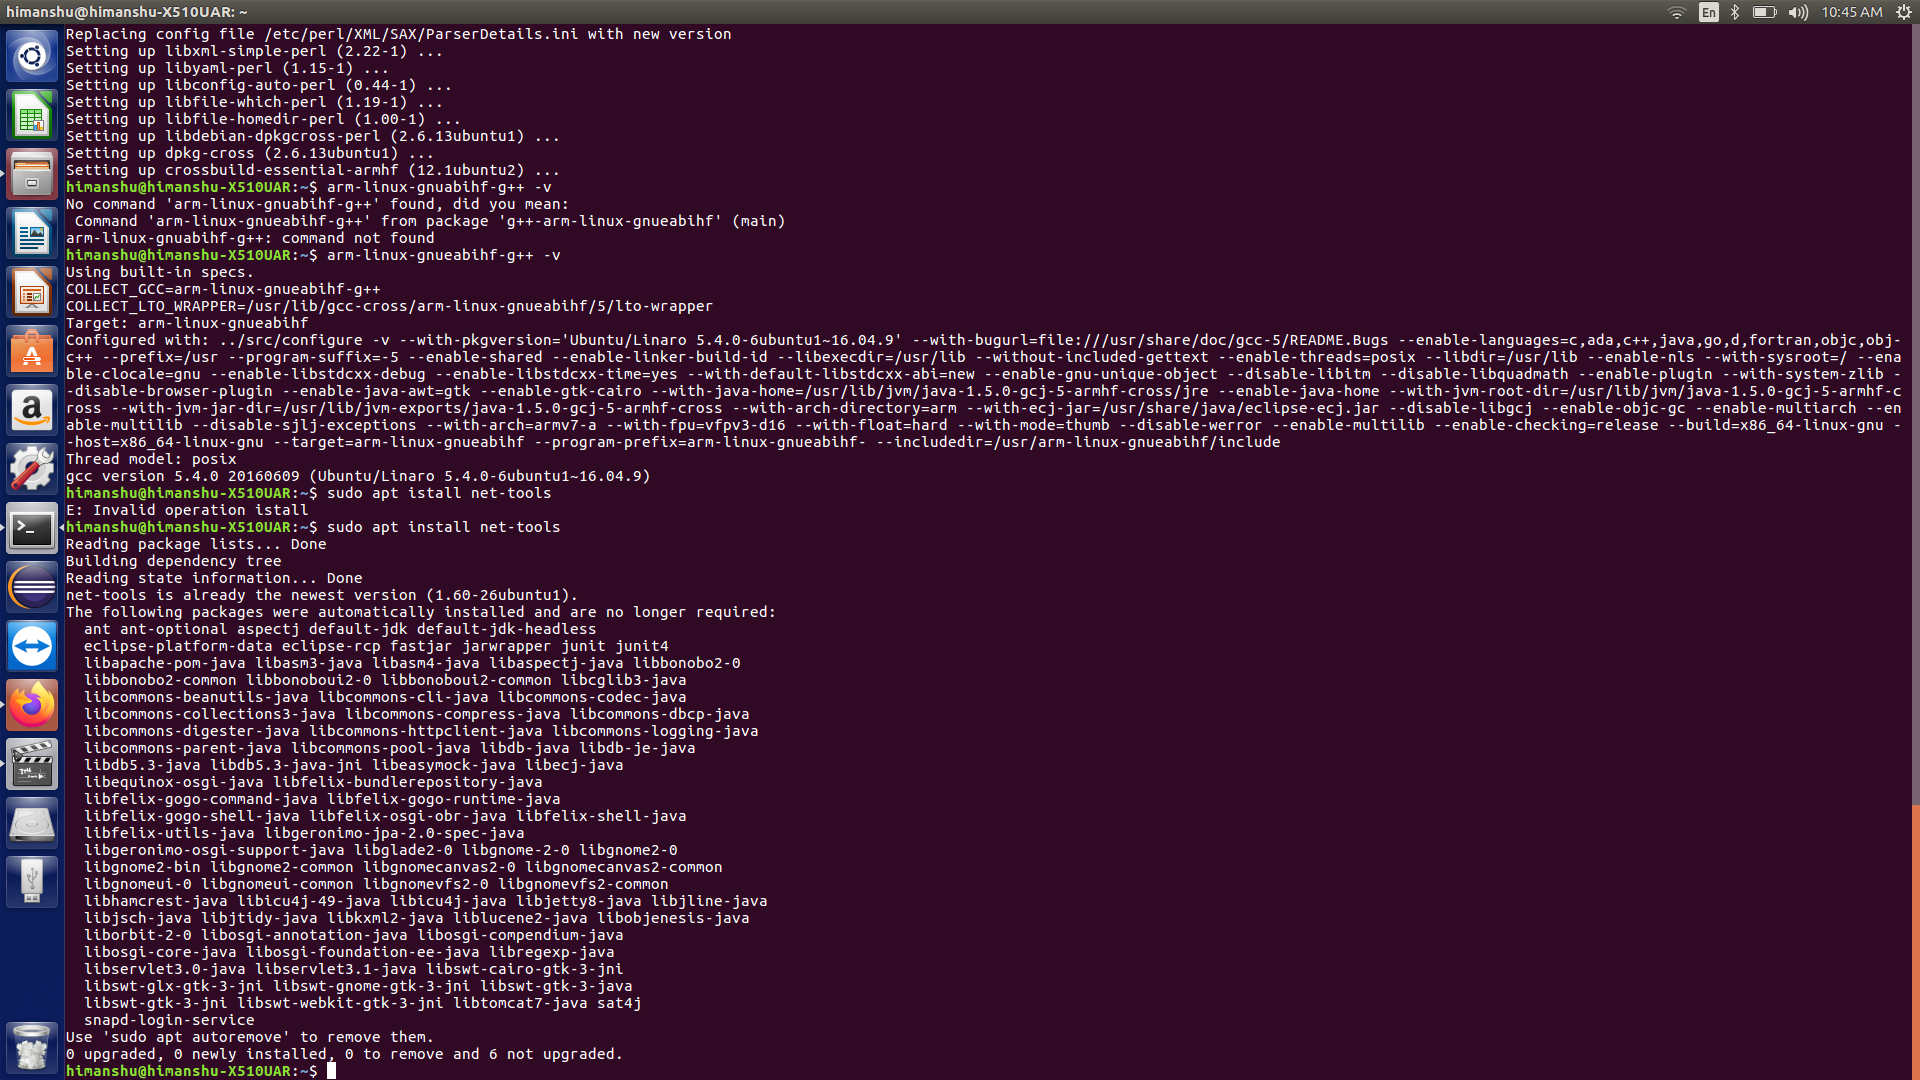 himanshu@himanshu-X510UAR: ~
En
10:45 AM
Replacing config file /etc/perl/XML/SAX/ParserDetails.ini with new version
Setting up libxml-simple-perl (2.22-1) ...
Setting up libyaml-perl (1.15-1) ...
Setting up libconfig-auto-perl (0.44-1) ...
Setting up libfile-which-perl (1.19-1) ...
Setting up libfile-homedir-perl (1.00-1) ...
Setting up libdebian-dpkgcross-perl (2.6.13ubuntu1) ...
Setting up dpkg-cross (2.6.13ubuntu1) ...
Setting up crossbuild-essential-armhf (12.1ubuntu2) ...
himanshu@himanshu-X510UAR:~$ arm-linux-gnuabihf-g++ -v
No command 'arm-linux-gnuabihf-g++' found, did you mean:
 Command 'arm-linux-gnueabihf-g++' from package 'g++-arm-linux-gnueabihf' (main)
arm-linux-gnuabihf-g++: command not found
himanshu@himanshu-X510UAR:~$ arm-linux-gnueabihf-g++ -v
Using built-in specs.
COLLECT_GCC=arm-linux-gnueabihf-g++
COLLECT_LTO_WRAPPER=/usr/lib/gcc-cross/arm-linux-gnueabihf/5/lto-wrapper
Target: arm-linux-gnueabihf
Configured with: ../src/configure -v --with-pkgversion='Ubuntu/Linaro 5.4.0-6ubuntu1~16.04.9' --with-bugurl=file:///usr/share/doc/gcc-5/README.Bugs --enable-languages=c,ada,c++,java,go,d,fortran,objc,obj-
c++ --prefix=/usr --program-suffix=-5 --enable-shared --enable-linker-build-id --libexecdir=/usr/lib --without-included-gettext --enable-threads=posix --libdir=/usr/lib --enable-nls --with-sysroot=/ --ena
ble-clocale=gnu --enable-libstdcxx-debug --enable-libstdcxx-time=yes --with-default-libstdcxx-abi=new --enable-gnu-unique-object --disable-libitm --disable-libquadmath --enable-plugin --with-system-zlib -
-disable-browser-plugin --enable-java-awt=gtk --enable-gtk-cairo --with-java-home=/usr/lib/jvm/java-1.5.0-gcj-5-armhf-cross/jre --enable-java-home --with-jvm-root-dir=/usr/lib/jvm/java-1.5.0-gcj-5-armhf-c
ross --with-jvm-jar-dir=/usr/lib/jvm-exports/java-1.5.0-gcj-5-armhf-cross --with-arch-directory=arm --with-ecj-jar=/usr/share/java/eclipse-ecj.jar --disable-libgcj --enable-objc-gc --enable-multiarch --en
able-multilib --disable-sjlj-exceptions --with-arch=armv7-a --with-fpu=vfpv3-d16 --with-float=hard --with-mode=thumb --disable-werror --enable-multilib --enable-checking=release --build=x86_64-linux-gnu -
-host=x86_64-linux-gnu --target=arm-linux-gnueabihf --program-prefix=arm-linux-gnueabihf- --includedir=/usr/arm-linux-gnueabihf/include
Thread model: posix
gcc version 5.4.0 20160609 (Ubuntu/Linaro 5.4.0-6ubuntu1~16.04.9)
himanshu@himanshu-X510UAR:~$ sudo apt istall net-tools
E: Invalid operation istall
himanshu@himanshu-X510UAR:~$ sudo apt install net-tools
Reading package lists... Done
Building dependency tree
Reading state information... Done
net-tools is already the newest version (1.60-26ubuntu1).
The following packages were automatically installed and are no longer required:
  ant ant-optional aspectj default-jdk default-jdk-headless
  eclipse-platform-data eclipse-rcp fastjar jarwrapper junit junit4
  libapache-pom-java libasm3-java libasm4-java libaspectj-java libbonobo2-0
  libbonobo2-common libbonoboui2-0 libbonoboui2-common libcglib3-java
  libcommons-beanutils-java libcommons-cli-java libcommons-codec-java
  libcommons-collections3-java libcommons-compress-java libcommons-dbcp-java
  libcommons-digester-java libcommons-httpclient-java libcommons-logging-java
  libcommons-parent-java libcommons-pool-java libdb-java libdb-je-java
  libdb5.3-java libdb5.3-java-jni libeasymock-java libecj-java
  libequinox-osgi-java libfelix-bundlerepository-java
  libfelix-gogo-command-java libfelix-gogo-runtime-java
  libfelix-gogo-shell-java libfelix-osgi-obr-java libfelix-shell-java
  libfelix-utils-java libgeronimo-jpa-2.0-spec-java
  libgeronimo-osgi-support-java libglade2-0 libgnome-2-0 libgnome2-0
  libgnome2-bin libgnome2-common libgnomecanvas2-0 libgnomecanvas2-common
  libgnomeui-0 libgnomeui-common libgnomevfs2-0 libgnomevfs2-common
  libhamcrest-java libicu4j-49-java libicu4j-java libjetty8-java libjline-java
  libjsch-java libjtidy-java libkxml2-java liblucene2-java libobjenesis-java
  liborbit-2-0 libosgi-annotation-java libosgi-compendium-java
  libosgi-core-java libosgi-foundation-ee-java libregexp-java
  libservlet3.0-java libservlet3.1-java libswt-cairo-gtk-3-jni
  libswt-glx-gtk-3-jni libswt-gnome-gtk-3-jni libswt-gtk-3-java
  libswt-gtk-3-jni libswt-webkit-gtk-3-jni libtomcat7-java sat4j
  snapd-login-service
Use 'sudo apt autoremove' to remove them.
0 upgraded, 0 newly installed, 0 to remove and 6 not upgraded.
himanshu@himanshu-X510UAR:~$